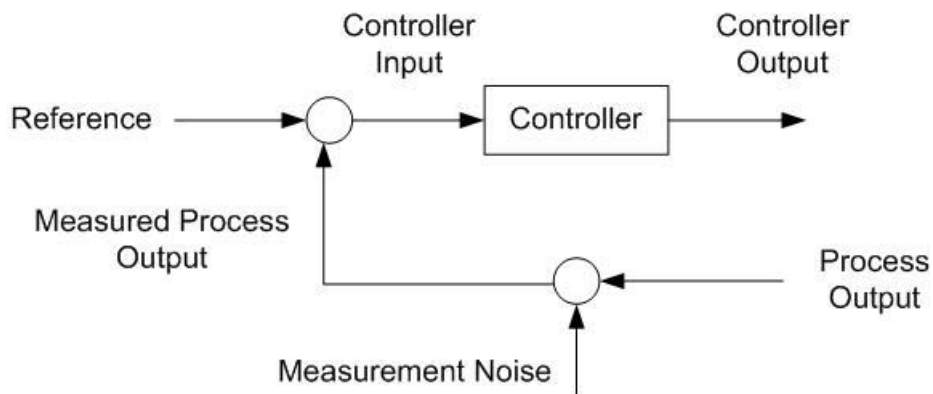 Controller
Input
Controller
Output
Reference
Controller
Measured Process
Output
Process
Output
Measurement Noise